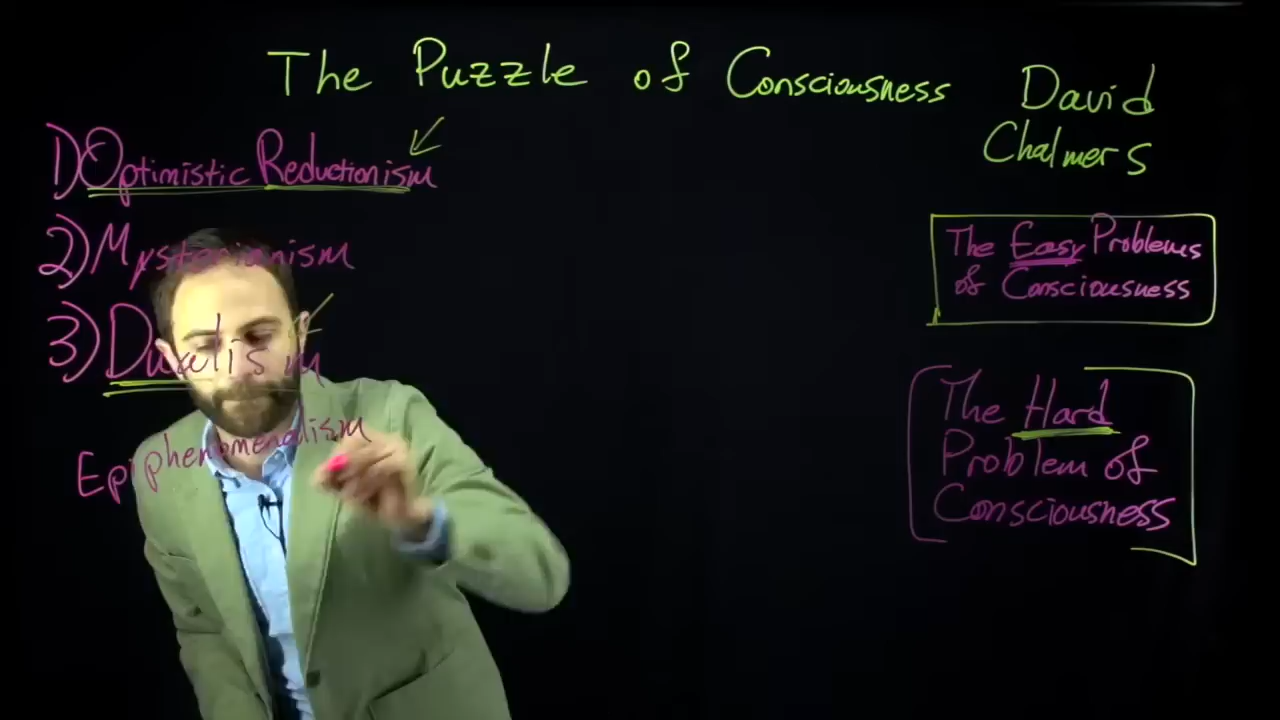 The Puzzle of Consciousness
David
Chalmers
1) Optimistic Reductionism
2) Mysterianism
3) Dualism
Epiphenomenalism
The Easy Problems
of Consciousness
The Hard
Problem of
Consciousness